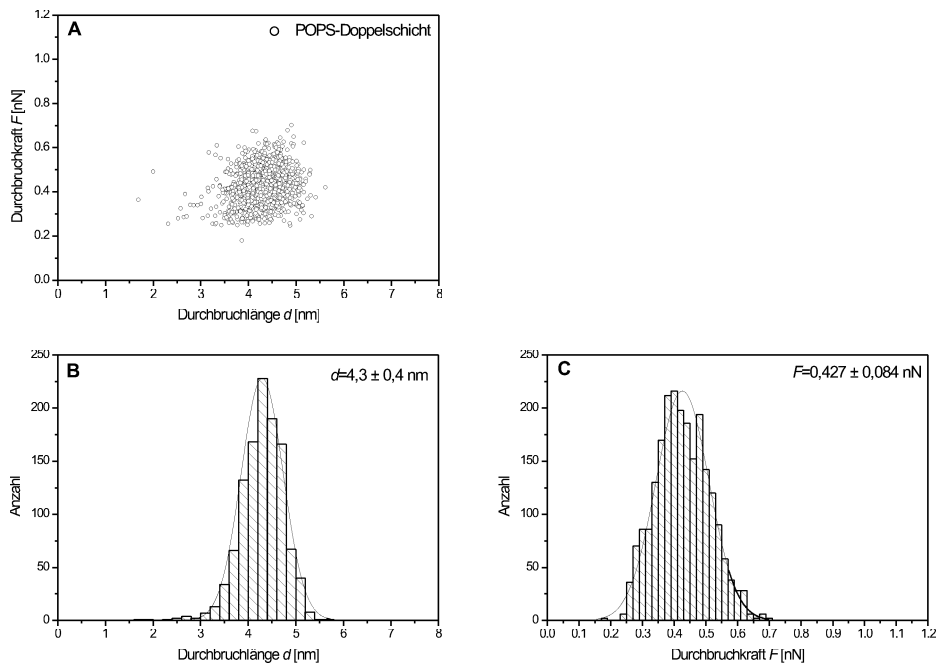 A
POPS-Doppelschicht
1.2
1.0
0.8
0.6
0.4
0.2
0.0
Durchbruchkraft F [nN]
0 1 2 3 4 5 6 7 8
Durchbruchlänge d [nm]
B
d=4,3 ± 0,4 nm
250
200
150
100
50
0
Anzahl
0 1 2 3 4 5 6 7 8
Durchbruchlänge d [nm]
C
F=0,427 ± 0,084 nN
250
200
150
100
50
0
Anzahl
0.0 0.1 0.2 0.3 0.4 0.5 0.6 0.7 0.8 0.9 1.0 1.1 1.2
Durchbruchkraft F [nN]